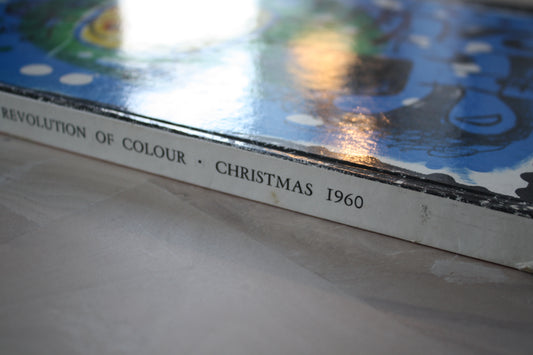 REVOLUTION OF COLOUR · CHRISTMAS 1960